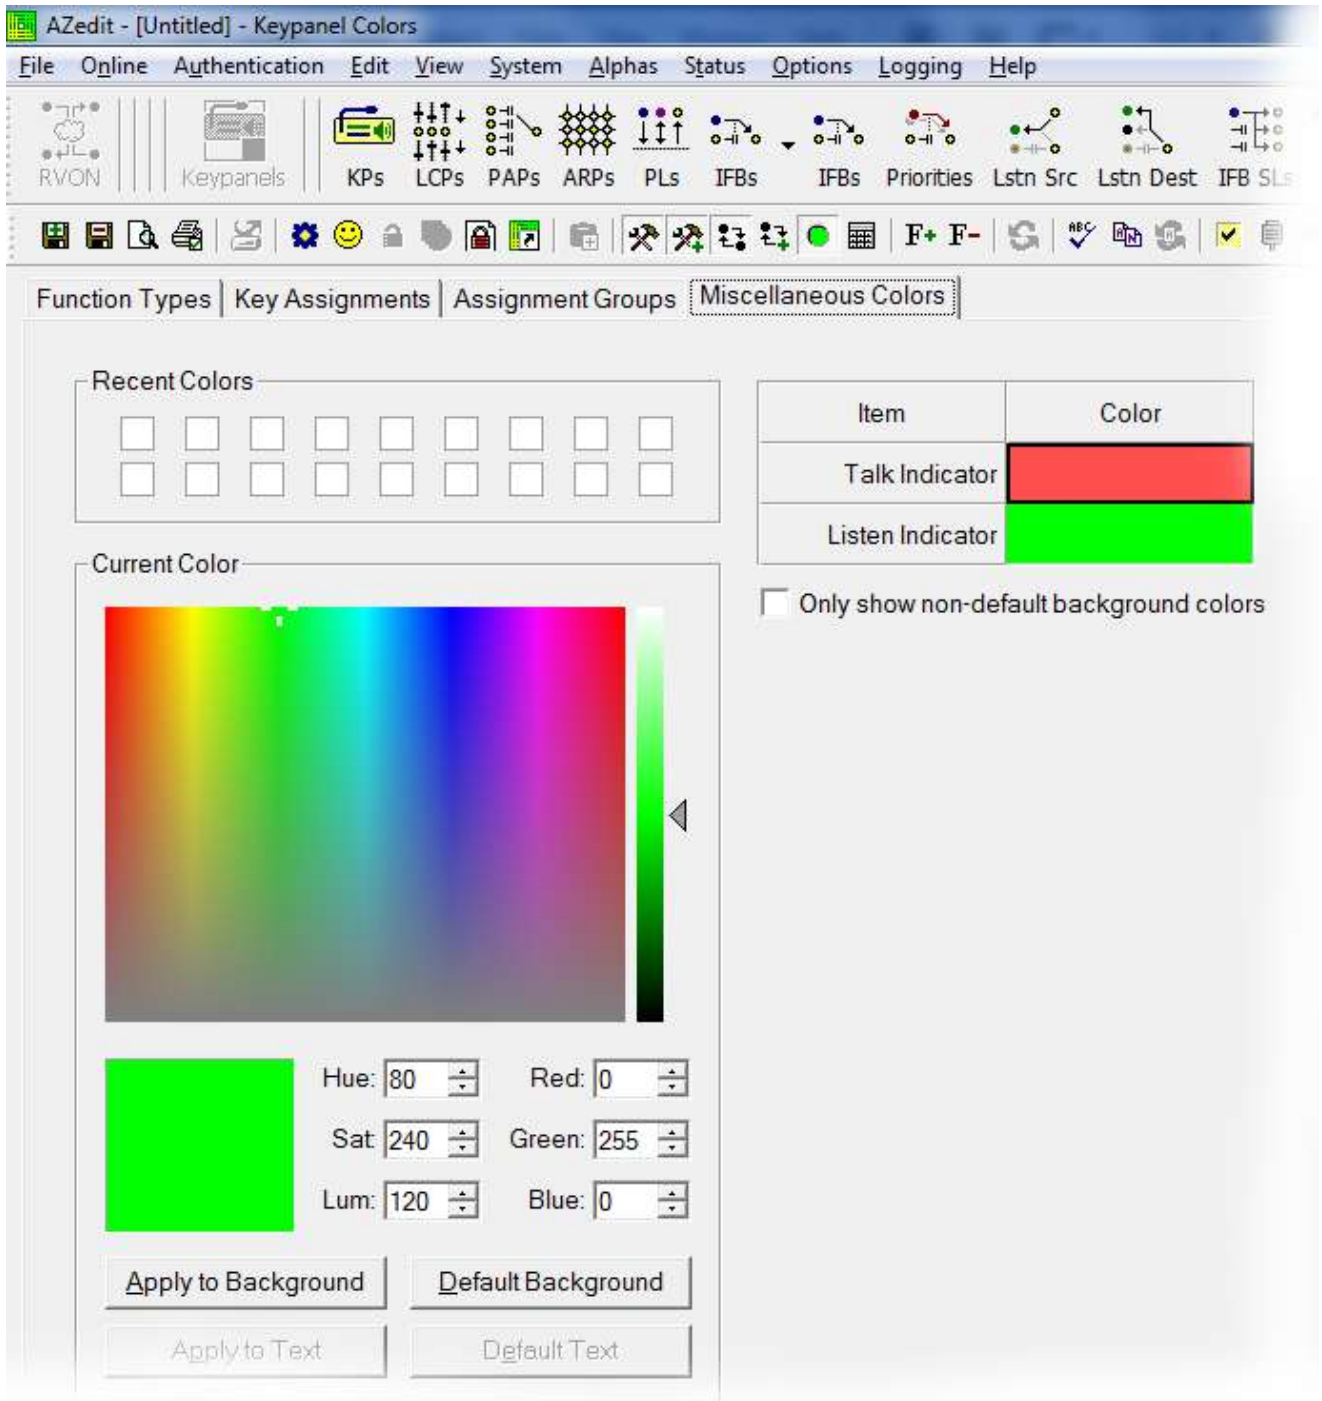 AZedit - [Untitled] - Keypanel Colors
File Online Authentication Edit View System Alphas Status Options Logging Help
RVON Keypanels KPs LCPs PAPs ARPs PLs IFBs IFBs Priorities Lstn Src Lstn Dest IFB SLs
F+ F- ABC
Function Types Key Assignments Assignment Groups Miscellaneous Colors
Recent Colors
Item Color
Talk Indicator
Listen Indicator
Only show non-default background colors
Current Color
Hue: 80 Red: 0
Sat: 240 Green: 255
Lum: 120 Blue: 0
Apply to Background Default Background
Apply to Text Default Text